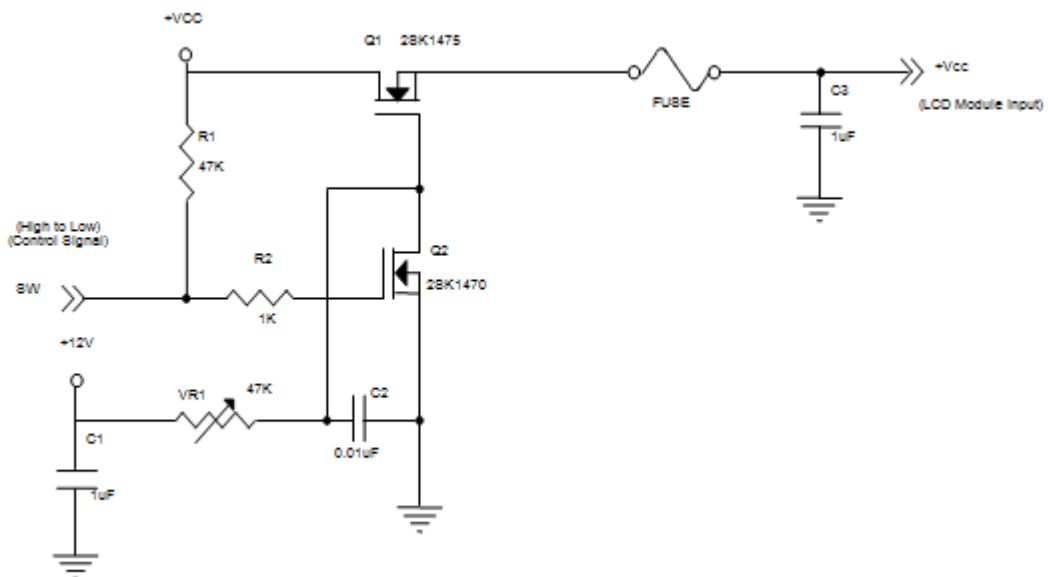 +VCC
Q1 2SK1475
+Vcc
FUSE
C3
(LCD Module Input)
1uF
R1
47K
(High to Low)
(Control Signal)
R2
Q2
SW
2SK1470
1K
+12V
VR1
47K
C2
C1
0.01uF
1uF